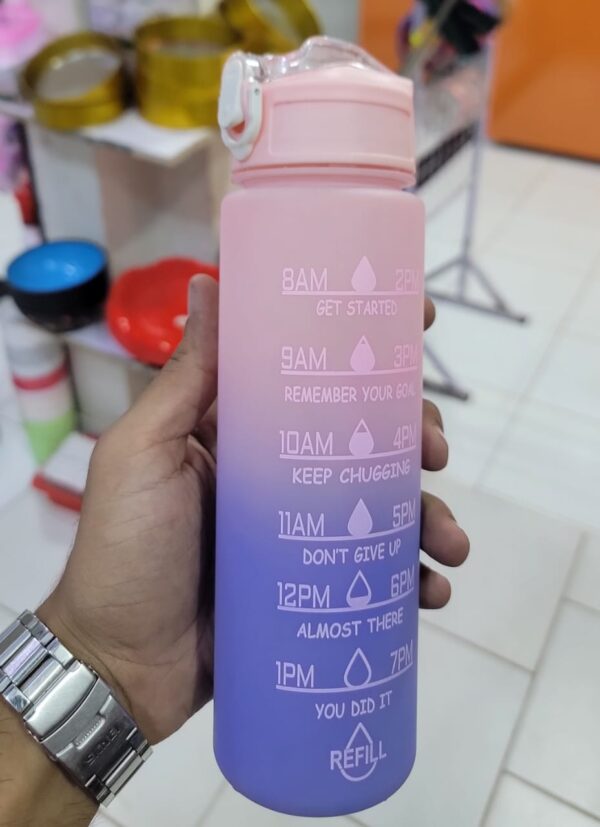 8AM 2PM
GET STARTED
9AM 3PM
REMEMBER YOUR GOAL
10AM 4PM
KEEP CHUGGING
11AM 5PM
DON'T GIVE UP
12PM 6PM
ALMOST THERE
1PM 7PM
YOU DID IT
REFILL